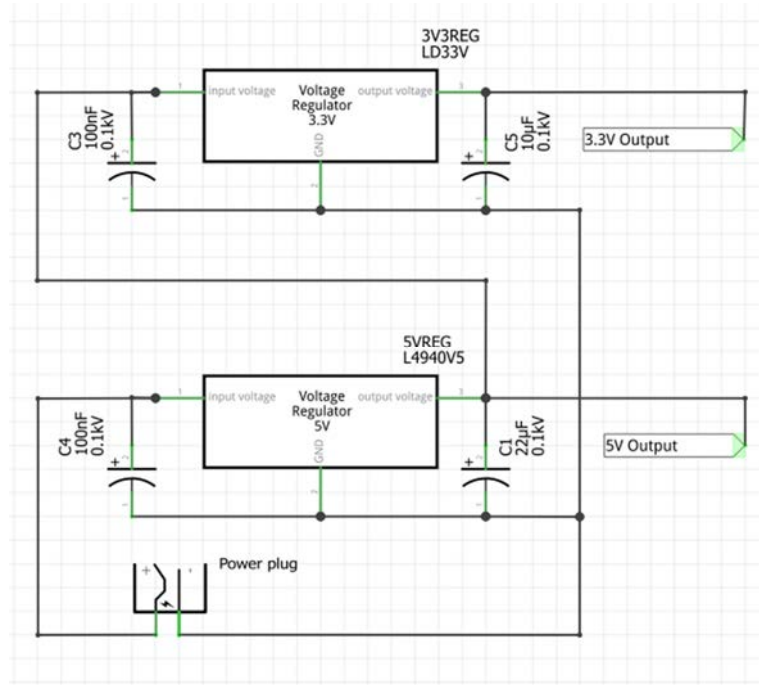 3V3REG
LD33V
input voltage
Voltage
Regulator
3.3V
output voltage
GND
1
3
2
C3
100nF
0.1kV
+
2
1
C5
10µF
0.1kV
+
2
1
3.3V Output
5VREG
L4940V5
input voltage
Voltage
Regulator
5V
output voltage
GND
1
3
2
C4
100nF
0.1kV
+
2
1
C1
22µF
0.1kV
+
2
1
5V Output
+
-
Power plug